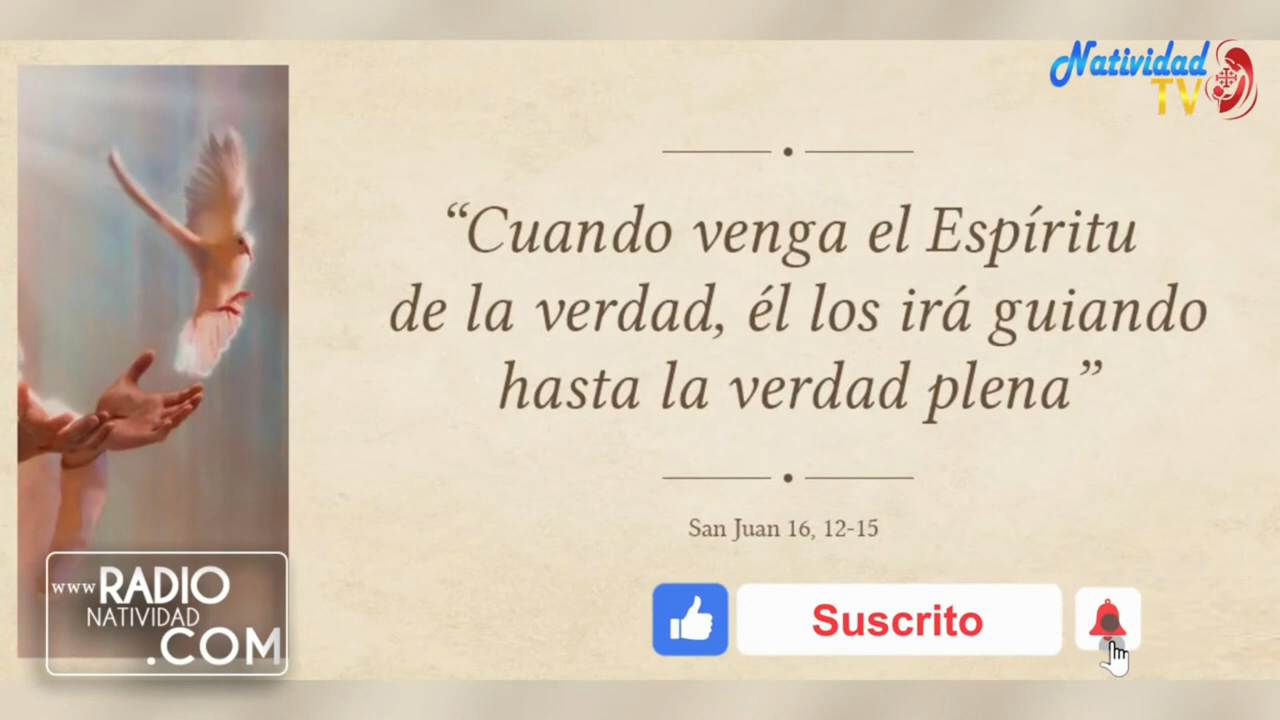 Natividad
TV
“Cuando venga el Espíritu
de la verdad, él los irá guiando
hasta la verdad plena”
San Juan 16, 12-15
www RADIO
NATIVIDAD
.COM
Suscrito